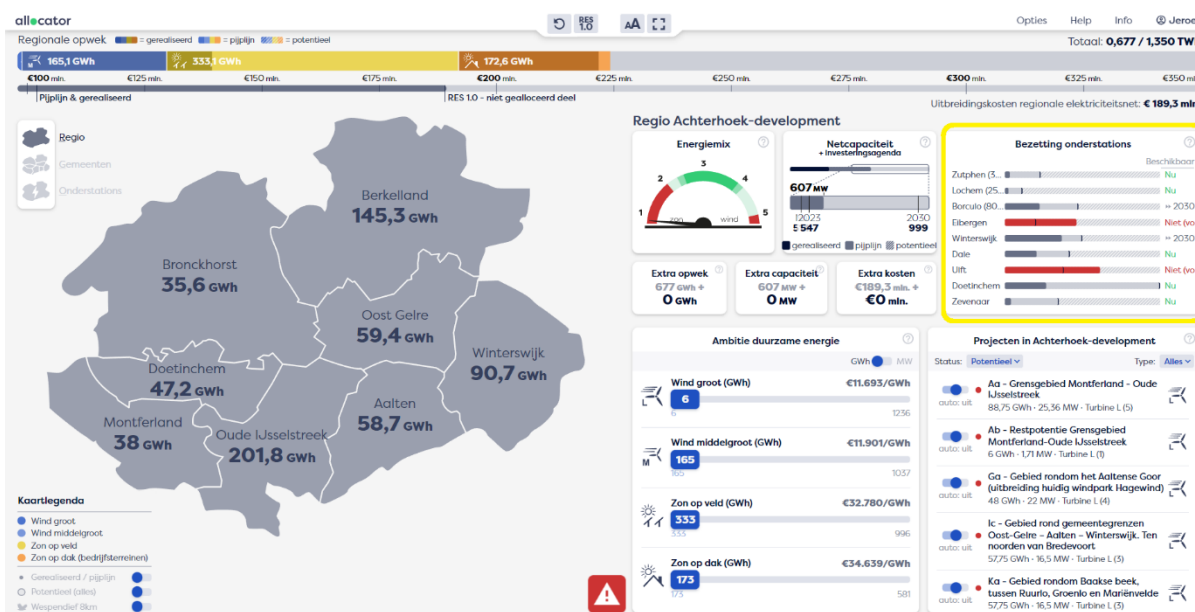 allocator
RES
1.0
AA
Opties
Help
Info
Jeroe
Regionale opwek
= gerealiseerd
= pijplijn
= potentieel
Totaal: 0,677 / 1,350 TW
M 165,1 GWh
333,1 GWh
172,6 GWh
€100 mln.
€125 mln.
€150 mln.
€175 mln.
€200 mln.
€225 mln.
€250 mln.
€275 mln.
€300 mln.
€325 mln.
€350 ml
Pijplijn & gerealiseerd
RES 1.0 - niet gealloceerd deel
Uitbreidingskosten regionale elektriciteitsnet: € 189,3 mln
Regio
Gemeenten
Onderstations
Berkelland
145,3 GWh
Bronckhorst
35,6 GWh
Oost Gelre
59,4 GWh
Winterswijk
90,7 GWh
Doetinchem
47,2 GWh
Aalten
58,7 GWh
Montferland
38 GWh
Oude IJsselstreek
201,8 GWh
Kaartlegenda
Wind groot
Wind middelgroot
Zon op veld
Zon op dak (bedrijfsterreinen)
Gerealiseerd / pijplijn
Potentieel (alles)
Wespendief 8km
Regio Achterhoek-development
Energiemix
1
2
3
4
5
zon
wind
Netcapaciteit
+ Investeringsagenda
607 MW
2023
2030
547
999
gerealiseerd
pijplijn
potentieel
Bezetting onderstations
Beschikbaar
Zutphen (3...
Nu
Lochem (25...
Nu
Borculo (80...
2030
Eibergen
Niet (vo
Winterswijk
2030
Dale
Nu
Ulft
Niet (vo
Doetinchem
Nu
Zevenaar
Nu
Extra opwek
677 GWh +
0 GWh
Extra capaciteit
607 MW +
0 MW
Extra kosten
€189,3 mln. +
€0 mln.
Ambitie duurzame energie
GWh
MW
Wind groot (GWh)
€11.693/GWh
L
6
6
1236
Wind middelgroot (GWh)
€11.901/GWh
M
165
165
1037
Zon op veld (GWh)
€32.780/GWh
333
333
996
Zon op dak (GWh)
€34.639/GWh
173
173
581
Projecten in Achterhoek-development
Status: Potentieel
Type: Alles
Aa - Grensgebied Montferland - Oude
IJsselstreek
auto: uit
88,75 GWh · 25,36 MW · Turbine L (5)
Ab - Restpotentie Grensgebied
Montferland-Oude IJsselstreek
auto: uit
6 GWh · 1,71 MW · Turbine L (1)
Ga - Gebied rondom het Aaltense Goor
(uitbreiding huidig windpark Hagewind)
auto: uit
48 GWh · 22 MW · Turbine L (4)
Ic - Gebied rond gemeentegrenzen
Oost-Gelre – Aalten – Winterswijk. Ten
noorden van Bredevoort
auto: uit
57,75 GWh · 16,5 MW · Turbine L (3)
Ka - Gebied rondom Baakse beek,
tussen Ruurlo, Groenlo en Mariënvelde
auto: uit
57,75 GWh · 16,5 MW · Turbine L (3)